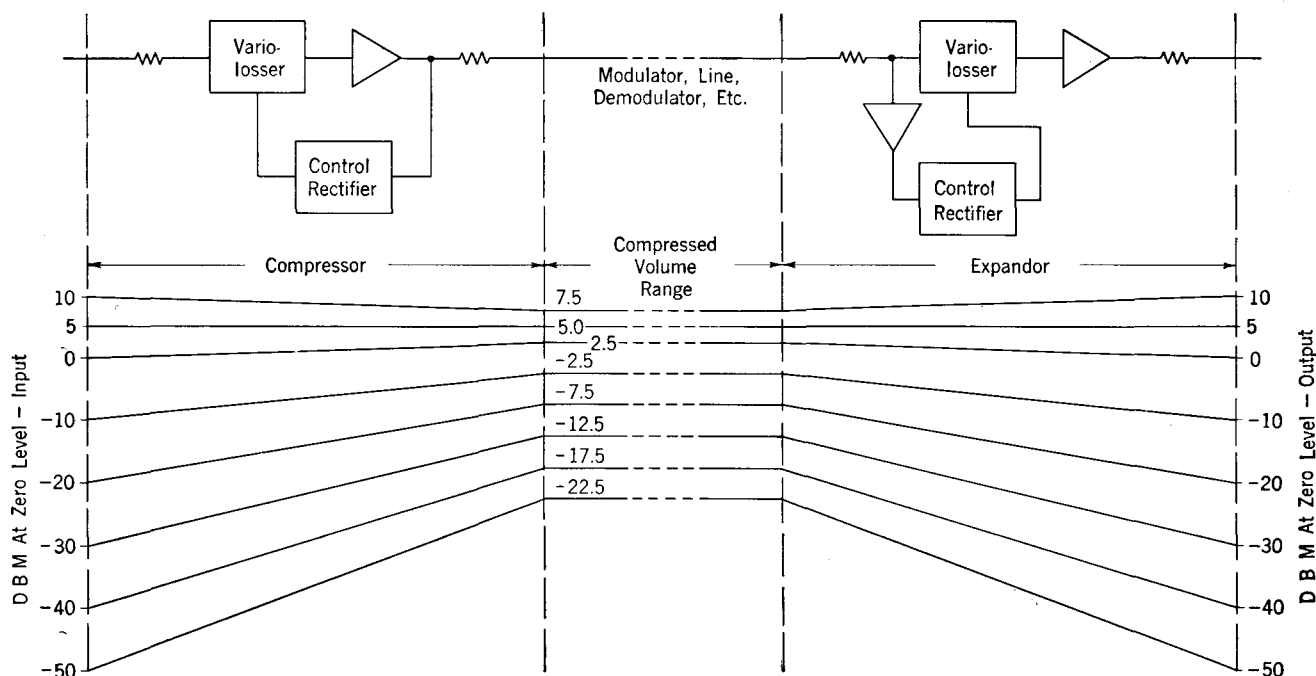 Vario-
losser
Control
Rectifier
Modulator, Line,
Demodulator, Etc.
Vario-
losser
Control
Rectifier
Compressor
Compressed
Volume
Range
Expandor
DBM At Zero Level – Input
10
5
0
-10
-20
-30
-40
-50
7.5
5.0
2.5
-2.5
-7.5
-12.5
-17.5
-22.5
10
5
0
-10
-20
-30
-40
-50
DBM At Zero Level – Output